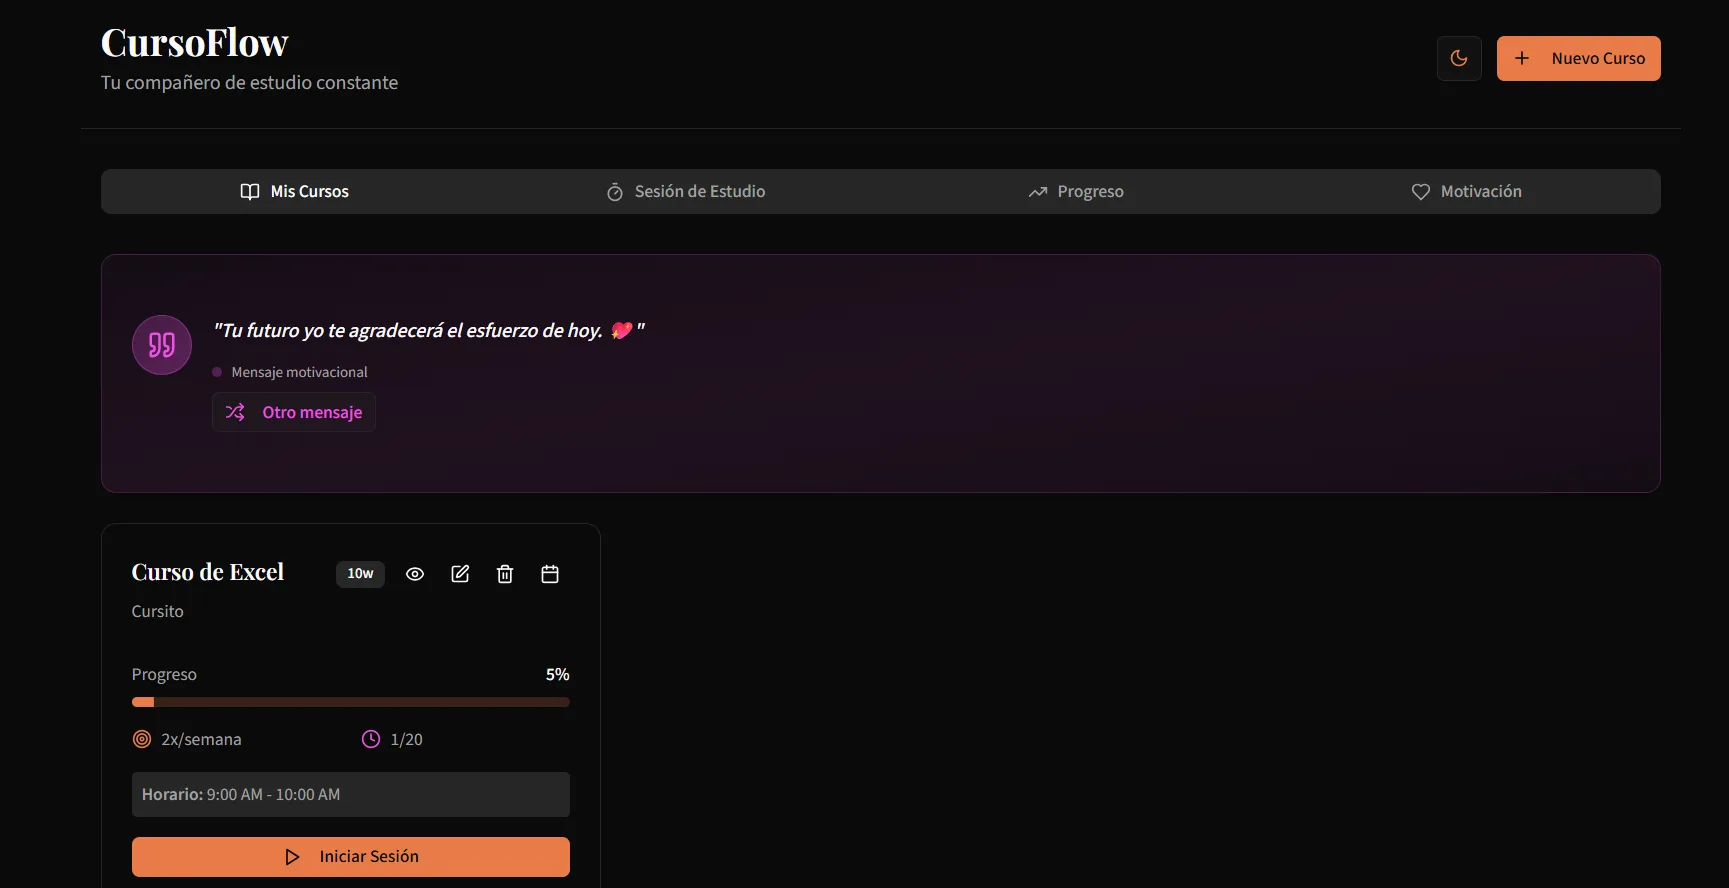 CursoFlow
Tu compañero de estudio constante
Nuevo Curso
Mis Cursos
Sesión de Estudio
Progreso
Motivación
"Tu futuro yo te agradecerá el esfuerzo de hoy. 💖"
Mensaje motivacional
Otro mensaje
Curso de Excel
10w
Cursito
Progreso
5%
2x/semana
1/20
Horario: 9:00 AM - 10:00 AM
Iniciar Sesión